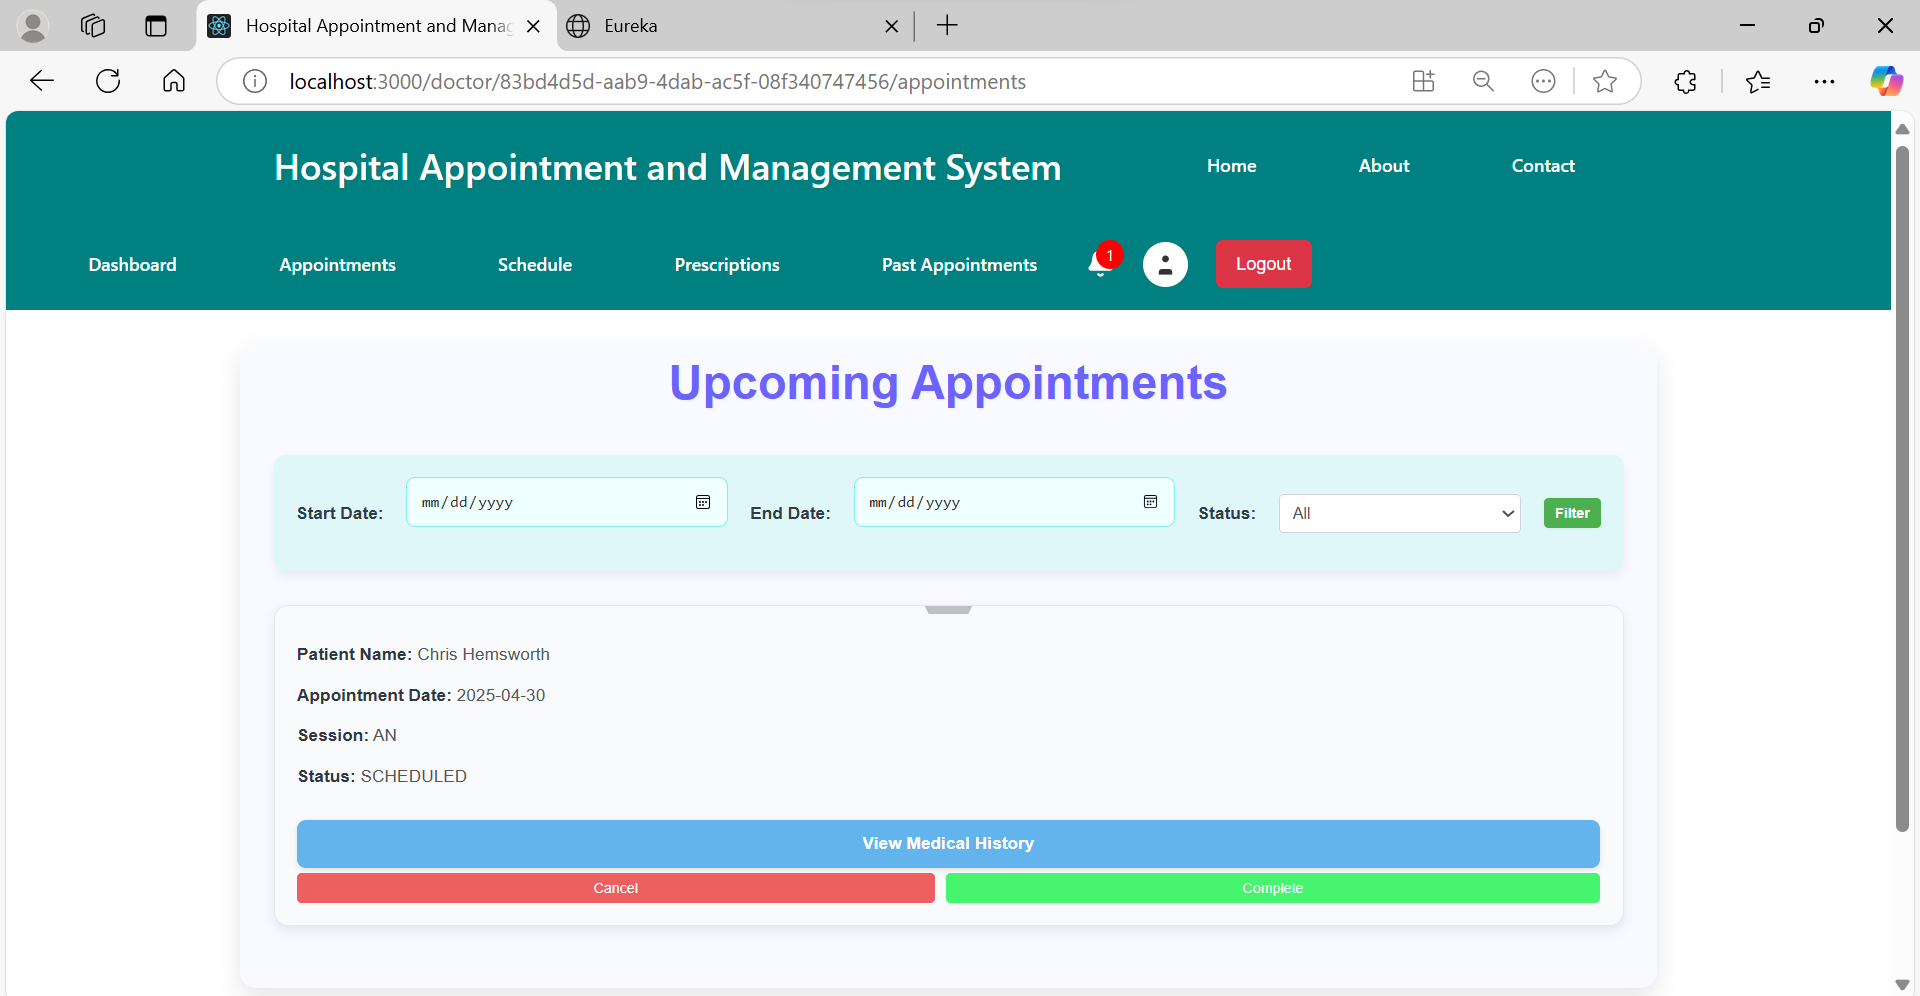 Hospital Appointment and Manag
Eureka
localhost:3000/doctor/83bd4d5d-aab9-4dab-ac5f-08f340747456/appointments
Hospital Appointment and Management System
Home
About
Contact
Dashboard
Appointments
Schedule
Prescriptions
Past Appointments
1
Logout
Upcoming Appointments
Start Date:
mm/dd/yyyy
End Date:
mm/dd/yyyy
Status:
All
Filter
Patient Name: Chris Hemsworth
Appointment Date: 2025-04-30
Session: AN
Status: SCHEDULED
View Medical History
Cancel
Complete